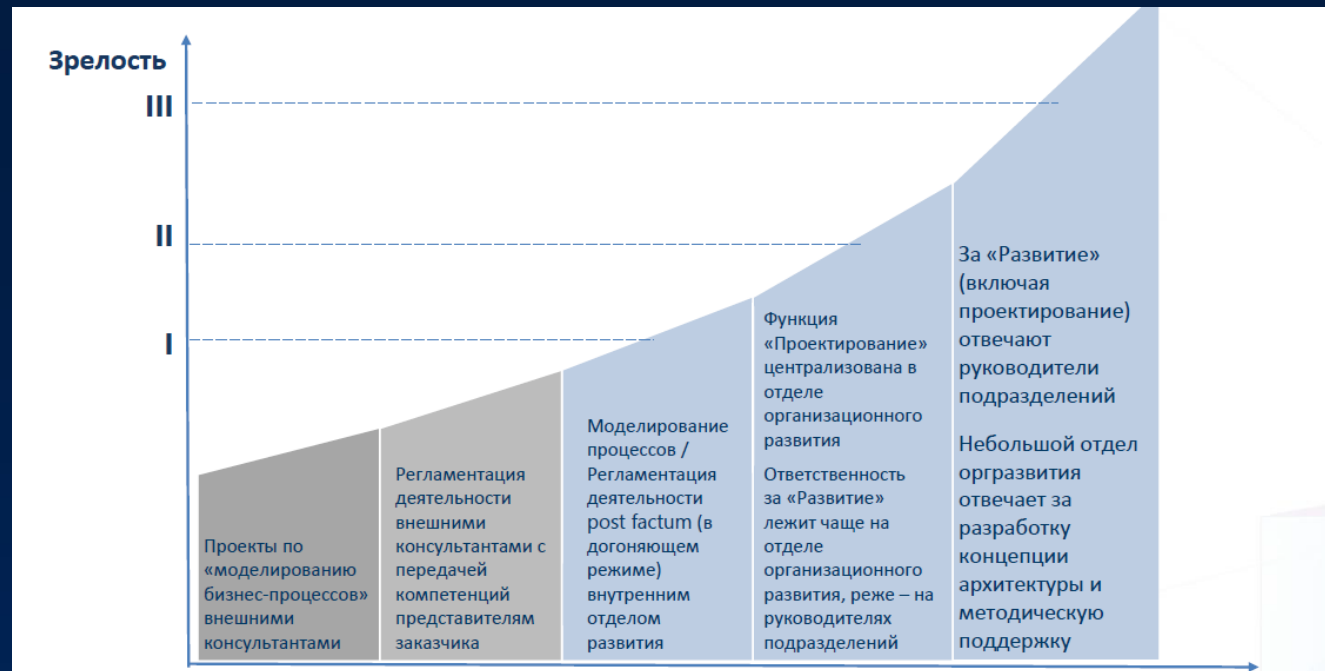 Зрелость
III
II
I
Проекты по
«моделированию
бизнес-процессов»
внешними
консультантами
Регламентация
деятельности
внешними
консультантами с
передачей
компетенций
представителям
заказчика
Моделирование
процессов /
Регламентация
деятельности
post factum (в
догоняющем
режиме)
внутренним
отделом
развития
Функция
«Проектирование»
централизована в
отделе
организационного
развития
Ответственность
за «Развитие»
лежит чаще на
отделе
организационного
развития, реже – на
руководителях
подразделений
За «Развитие»
(включая
проектирование)
отвечают
руководители
подразделений
Небольшой отдел
оргразвития
отвечает за
разработку
концепции
архитектуры и
методическую
поддержку